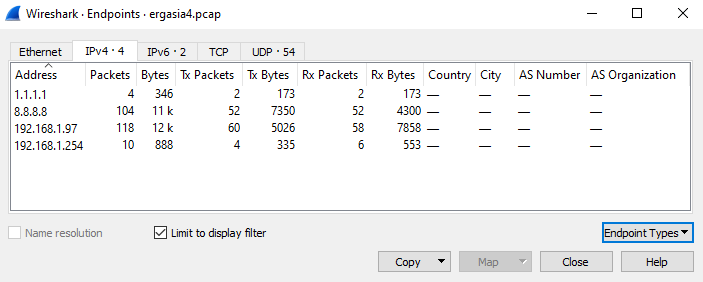 Wireshark · Endpoints · ergasia4.pcap
Ethernet IPv4 · 4 IPv6 · 2 TCP UDP · 54
Address Packets Bytes Tx Packets Tx Bytes Rx Packets Rx Bytes Country City AS Number AS Organization
1.1.1.1 4 346 2 173 2 173 — — — —
8.8.8.8 104 11 k 52 7350 52 4300 — — — —
192.168.1.97 118 12 k 60 5026 58 7858 — — — —
192.168.1.254 10 888 4 335 6 553 — — — —
Name resolution Limit to display filter Endpoint Types
Copy Map Close Help